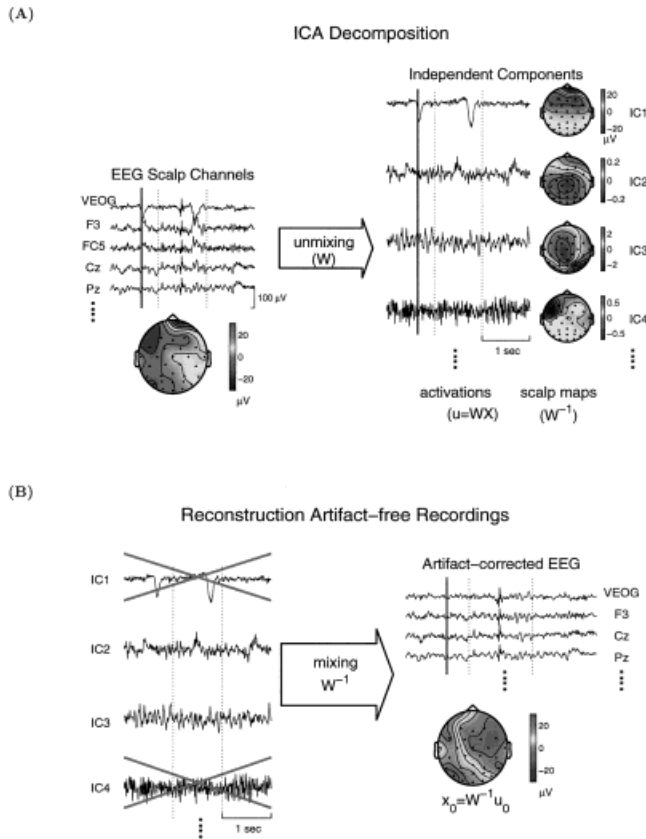 (A)
ICA Decomposition
Independent Components
20
0
−20
μV
IC1
EEG Scalp Channels
VEOG
F3
FC5
Cz
Pz
100 μV
20
0
−20
μV
unmixing
(W)
0.2
0
−0.2
IC2
2
0
−2
IC3
0.5
0
−0.5
IC4
1 sec
activations
(u=WX)
scalp maps
(W⁻¹)
(B)
Reconstruction Artifact−free Recordings
IC1
IC2
IC3
IC4
1 sec
mixing
W⁻¹
Artifact−corrected EEG
VEOG
F3
Cz
Pz
20
0
−20
μV
x₀=W⁻¹u₀